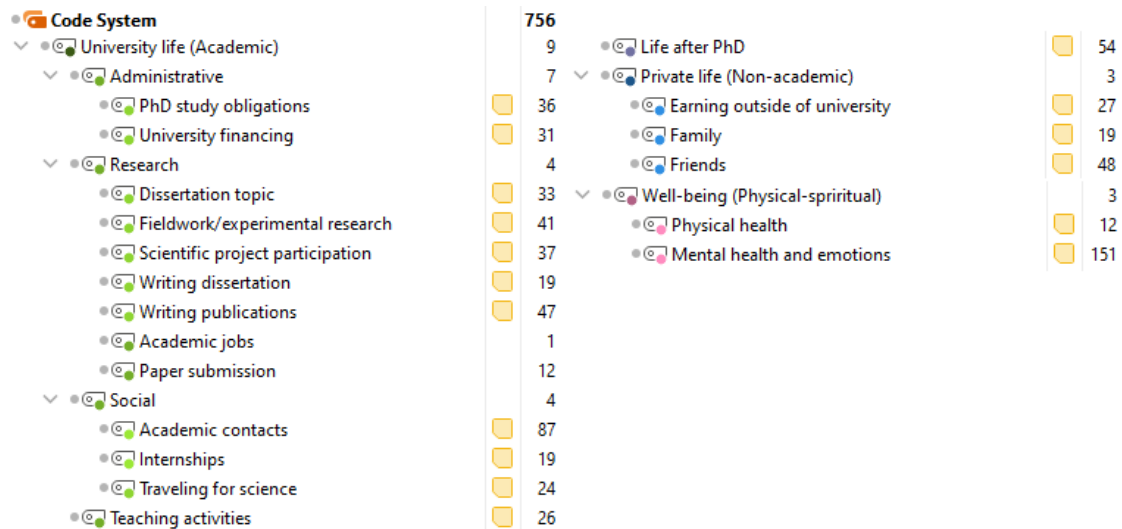 Code System 756
University life (Academic) 9
Administrative 7
PhD study obligations 36
University financing 31
Research 4
Dissertation topic 33
Fieldwork/experimental research 41
Scientific project participation 37
Writing dissertation 19
Writing publications 47
Academic jobs 1
Paper submission 12
Social 4
Academic contacts 87
Internships 19
Traveling for science 24
Teaching activities 26
Life after PhD 54
Private life (Non-academic) 3
Earning outside of university 27
Family 19
Friends 48
Well-being (Physical-spriritual) 3
Physical health 12
Mental health and emotions 151